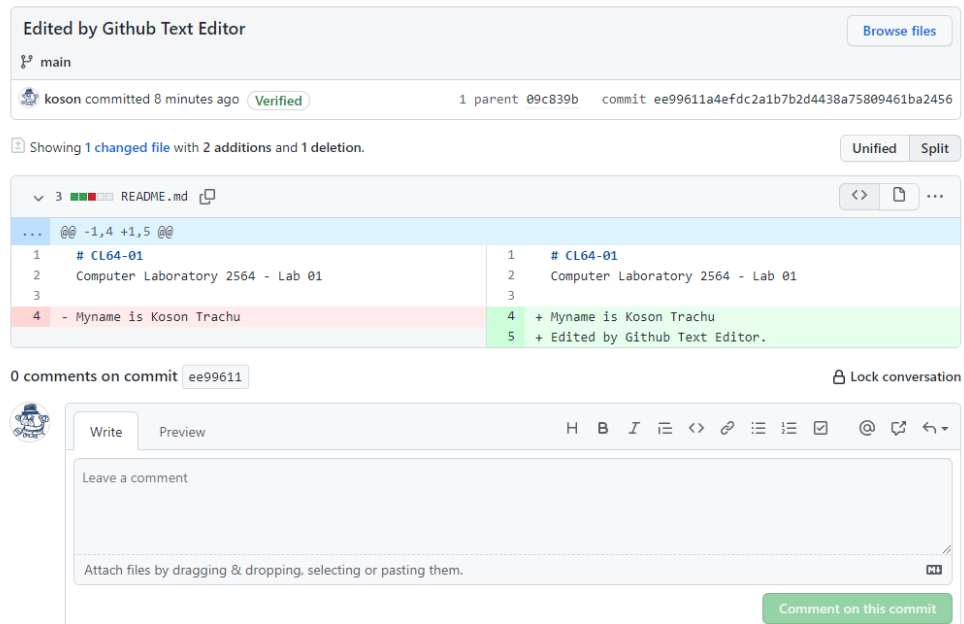 Edited by Github Text Editor
Browse files
main
koson committed 8 minutes ago Verified 1 parent 09c839b commit ee99611a4efdc2a1b7b2d4438a75809461ba2456
Showing 1 changed file with 2 additions and 1 deletion.
Unified Split
3 README.md
... @@ -1,4 +1,5 @@
1 # CL64-01 1 # CL64-01
2 Computer Laboratory 2564 - Lab 01 2 Computer Laboratory 2564 - Lab 01
3 3
4 - Myname is Koson Trachu 4 + Myname is Koson Trachu
5 + Edited by Github Text Editor.
0 comments on commit ee99611
Lock conversation
Write Preview
Leave a comment
Attach files by dragging & dropping, selecting or pasting them.
Comment on this commit